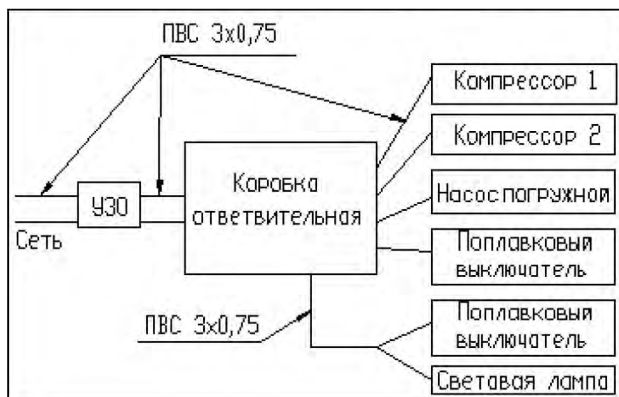 ПВС 3х0,75
Компрессор 1
Компрессор 2
УЗО
Коробка
ответвительная
Насос погружной
Сеть
Поплавковый
выключатель
ПВС 3х0,75
Поплавковый
выключатель
Световая лампа